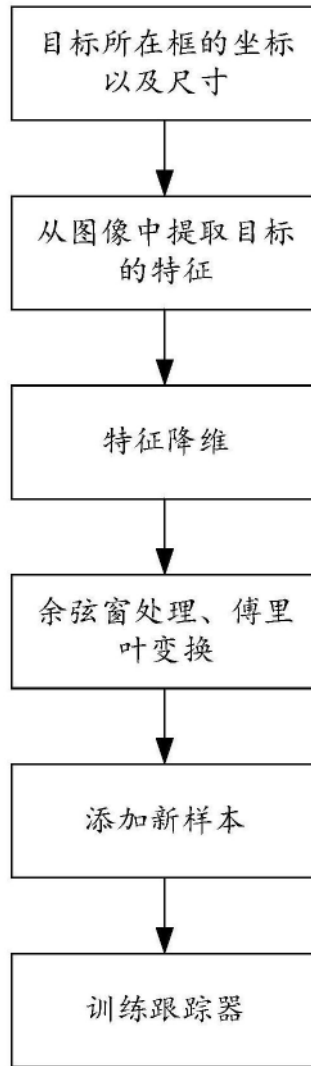 目标所在框的坐标
以及尺寸
从图像中提取目标
的特征
特征降维
余弦窗处理、傅里
叶变换
添加新样本
训练跟踪器